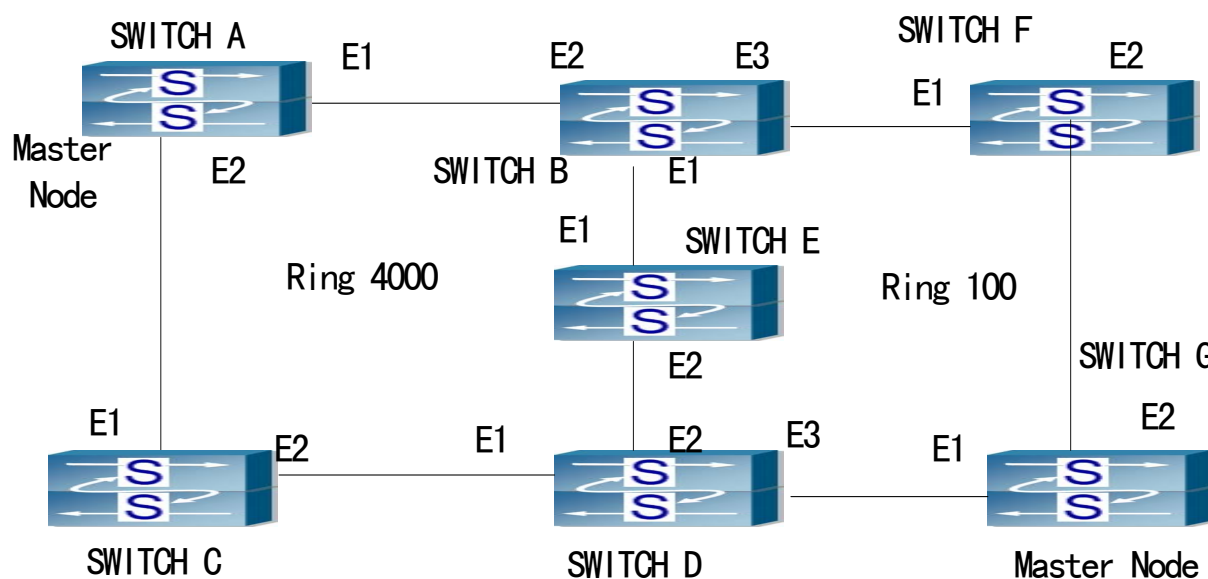 SWITCH A
E1
E2
E3
SWITCH F
E2
E1
S
S
S
S
S
S
Master
Node
E2
SWITCH B
E1
E1
SWITCH E
S
S
Ring 4000
Ring 100
E2
SWITCH G
E1
E2
E1
E2
E3
E1
E2
S
S
S
S
S
S
SWITCH C
SWITCH D
Master Node